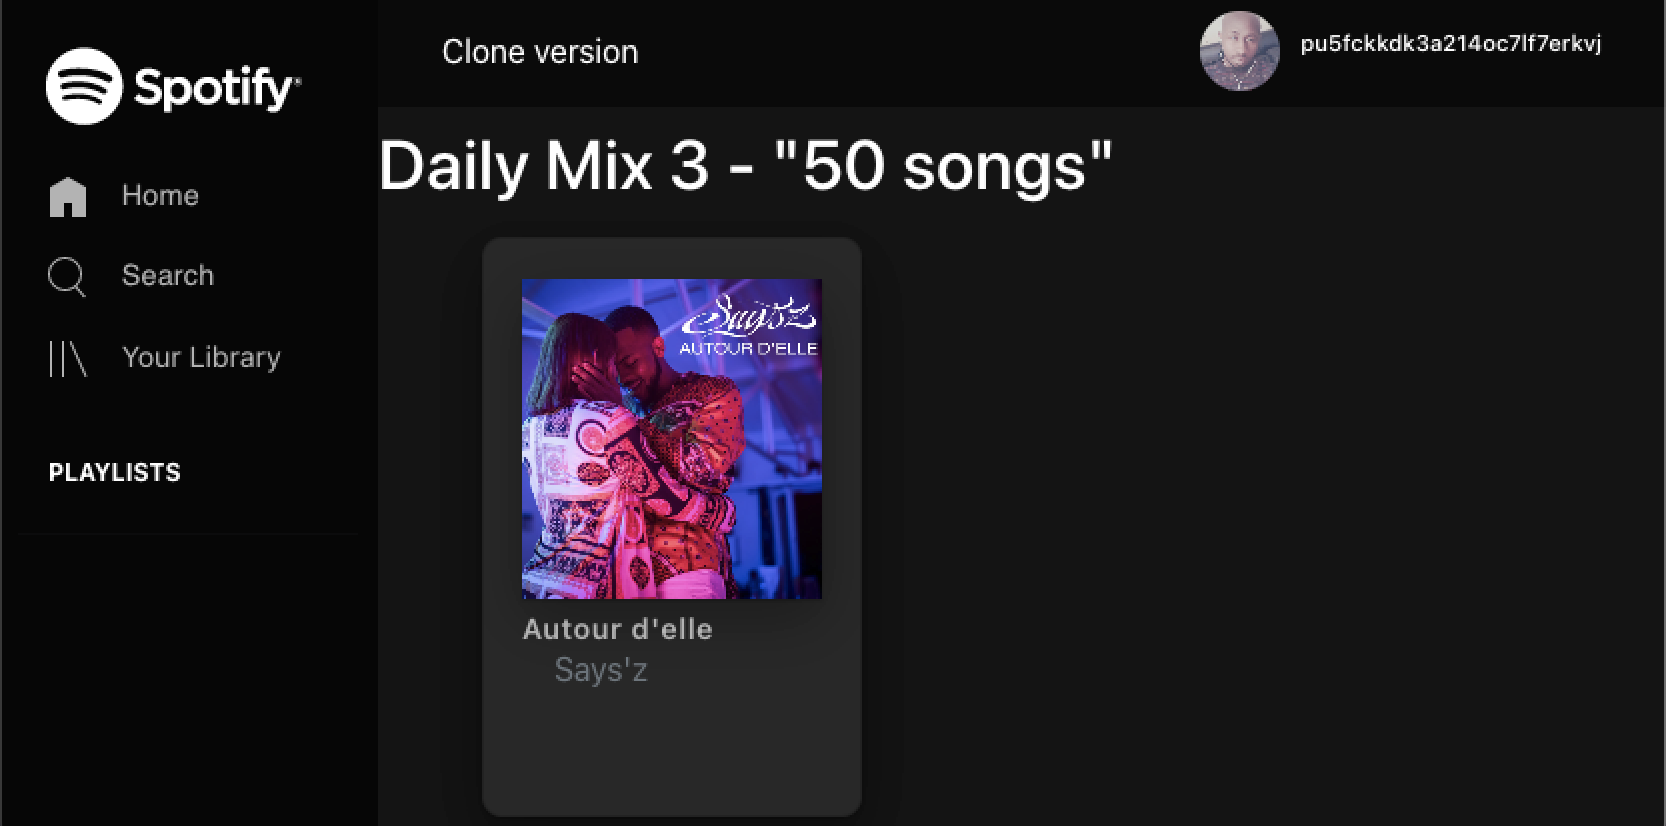 Spotify®
Home
Search
Your Library
PLAYLISTS
Clone version
pu5fckkdk3a214oc7lf7erkvj
Daily Mix 3 - "50 songs"
Says'z
AUTOUR D'ELLE
Autour d'elle
Says'z